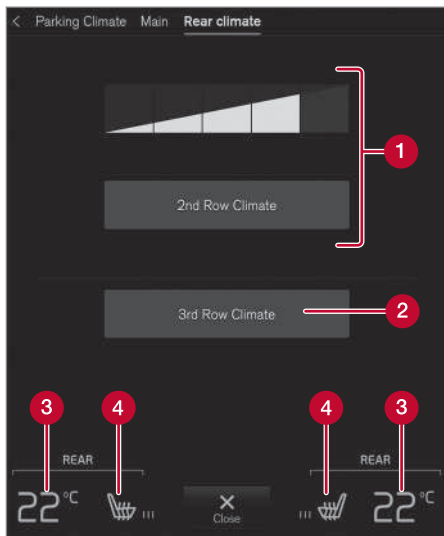 < Parking Climate Main Rear climate
1
2nd Row Climate
3rd Row Climate 2
3 4 4 3
REAR REAR
22°C 22°C
Close